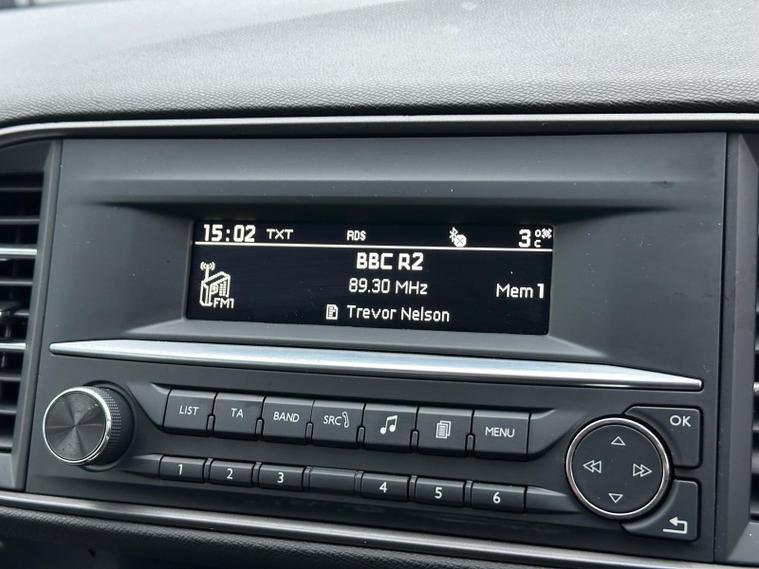 15:02 TXT RDS 3°C
BBC R2
89.30 MHz
FM1 Mem 1
Trevor Nelson
LIST TA BAND SRC MENU OK
1 2 3 4 5 6